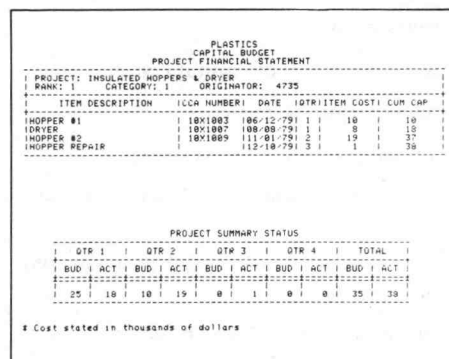 PLASTICS
CAPITAL BUDGET
PROJECT FINANCIAL STATEMENT
PROJECT: INSULATED HOPPERS & DRYER
RANK: 1 CATEGORY: 1 ORIGINATOR: 4735
ITEM DESCRIPTION CCA NUMBER DATE QTR ITEM COST CUM CAP
HOPPER #1 10X1003 06/12/79 1 10 10
DRYER 10X1007 08/08/79 1 8 18
HOPPER #2 10X1009 11/01/79 2 19 37
HOPPER REPAIR 12/10/79 3 1 38
PROJECT SUMMARY STATUS
QTR 1 QTR 2 QTR 3 QTR 4 TOTAL
BUD ACT BUD ACT BUD ACT BUD ACT BUD ACT
25 18 10 19 0 1 0 0 35 38
# Cost stated in thousands of dollars